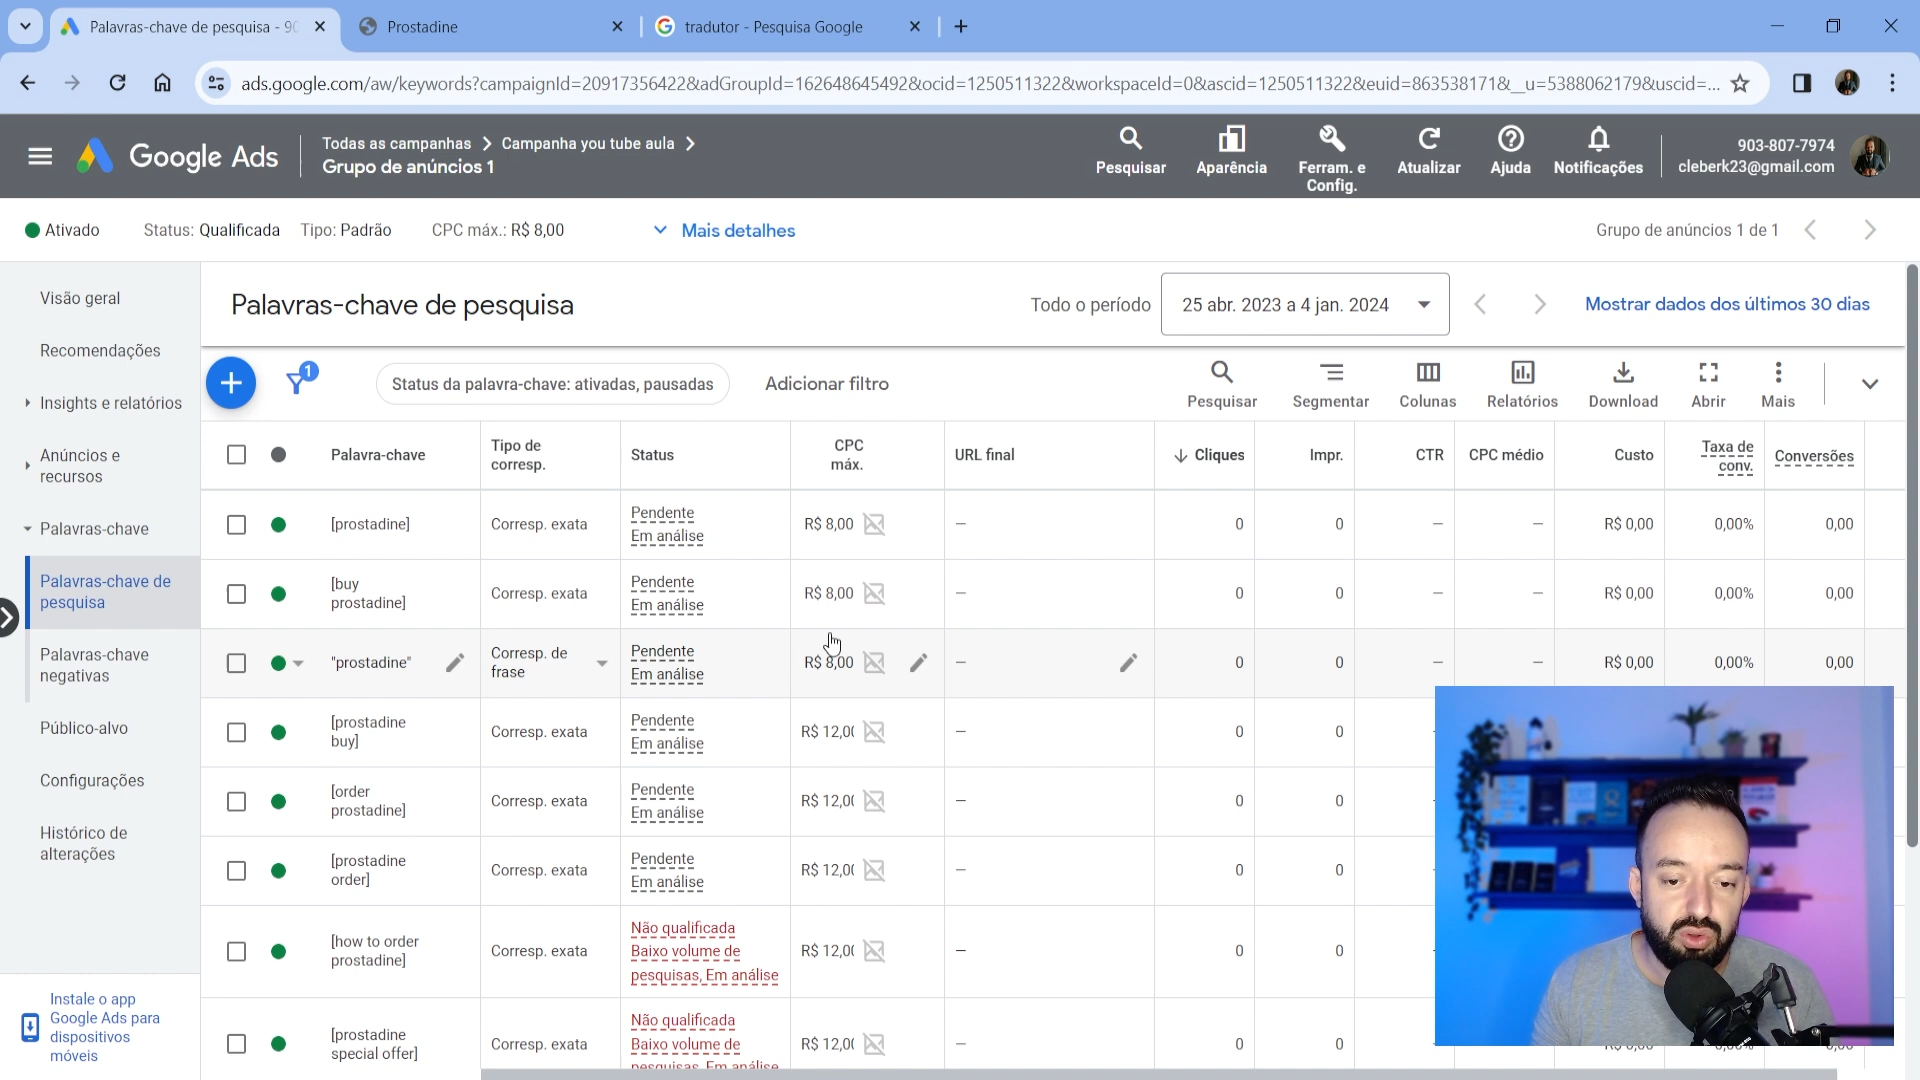 Palavras-chave de pesquisa - 90
Prostadine
tradutor - Pesquisa Google
ads.google.com/aw/keywords?campaignId=20917356422&adGroupId=162648645492&ocid=1250511322&workspaceId=0&ascid=1250511322&euid=863538171&__u=5388062179&uscid=...
Google Ads
Todas as campanhas
Campanha you tube aula
Grupo de anúncios 1
Pesquisar
Aparência
Ferram. e
Config.
Atualizar
Ajuda
Notificações
903-807-7974
cleberk23@gmail.com
Ativado
Status: Qualificada
Tipo: Padrão
CPC máx.: R$ 8,00
Mais detalhes
Grupo de anúncios 1 de 1
Visão geral
Recomendações
Insights e relatórios
Anúncios e
recursos
Palavras-chave
Palavras-chave de
pesquisa
Palavras-chave
negativas
Público-alvo
Configurações
Histórico de
alterações
Instale o app
Google Ads para
dispositivos
móveis
Palavras-chave de pesquisa
Todo o período
25 abr. 2023 a 4 jan. 2024
Mostrar dados dos últimos 30 dias
1
Status da palavra-chave: ativadas, pausadas
Adicionar filtro
Pesquisar
Segmentar
Colunas
Relatórios
Download
Abrir
Mais
Palavra-chave
Tipo de
corresp.
Status
CPC
máx.
URL final
Cliques
Impr.
CTR
CPC médio
Custo
Taxa de
conv.
Conversões
[prostadine]
Corresp. exata
Pendente
Em análise
R$ 8,00
—
0
0
—
—
R$ 0,00
0,00%
0,00
[buy
prostadine]
Corresp. exata
Pendente
Em análise
R$ 8,00
—
0
0
—
—
R$ 0,00
0,00%
0,00
"prostadine"
Corresp. de
frase
Pendente
Em análise
R$ 8,00
—
0
0
—
—
R$ 0,00
0,00%
0,00
[prostadine
buy]
Corresp. exata
Pendente
Em análise
R$ 12,0(
—
0
0
[order
prostadine]
Corresp. exata
Pendente
Em análise
R$ 12,0(
—
0
0
[prostadine
order]
Corresp. exata
Pendente
Em análise
R$ 12,0(
—
0
0
[how to order
prostadine]
Corresp. exata
Não qualificada
Baixo volume de
pesquisas, Em análise
R$ 12,0(
—
0
0
[prostadine
special offer]
Corresp. exata
Não qualificada
Baixo volume de
pesquisas, Em análise
R$ 12,0(
—
0
0